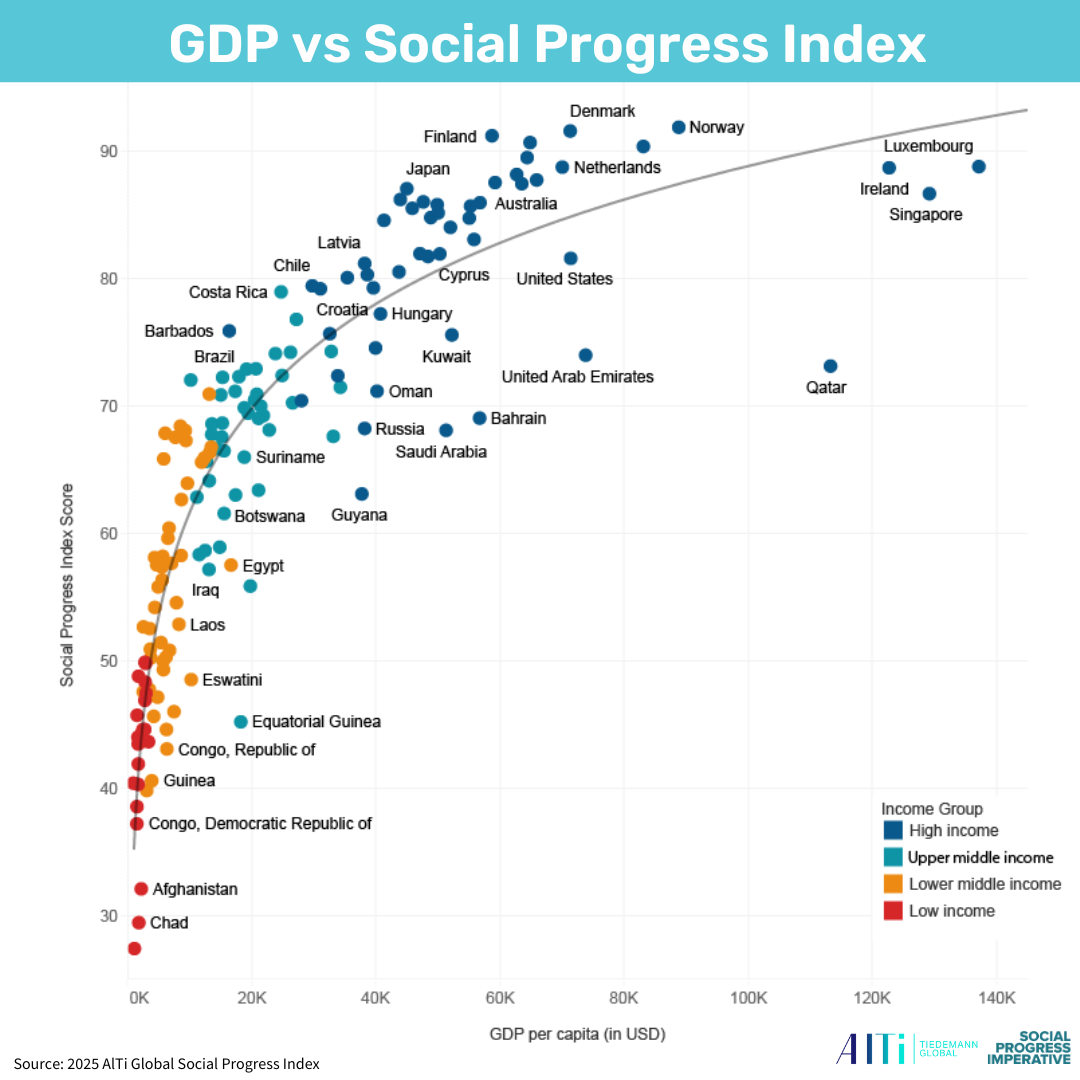 GDP vs Social Progress Index
Denmark
Finland
Norway
Luxembourg
90
Japan
Netherlands
Ireland
Australia
Singapore
Latvia
Chile
80
Cyprus
United States
Costa Rica
Croatia
Hungary
Barbados
Brazil
Kuwait
United Arab Emirates
Qatar
Oman
70
Bahrain
Russia
Saudi Arabia
Suriname
Botswana
Guyana
60
Egypt
Iraq
Laos
Social Progress Index Score
50
Eswatini
Equatorial Guinea
Congo, Republic of
40
Guinea
Congo, Democratic Republic of
Afghanistan
30
Chad
Income Group
High income
Upper middle income
Lower middle income
Low income
0K
20K
40K
60K
80K
100K
120K
140K
GDP per capita (in USD)
Source: 2025 AlTi Global Social Progress Index
AlTi
TIEDEMANN
GLOBAL
SOCIAL
PROGRESS
IMPERATIVE